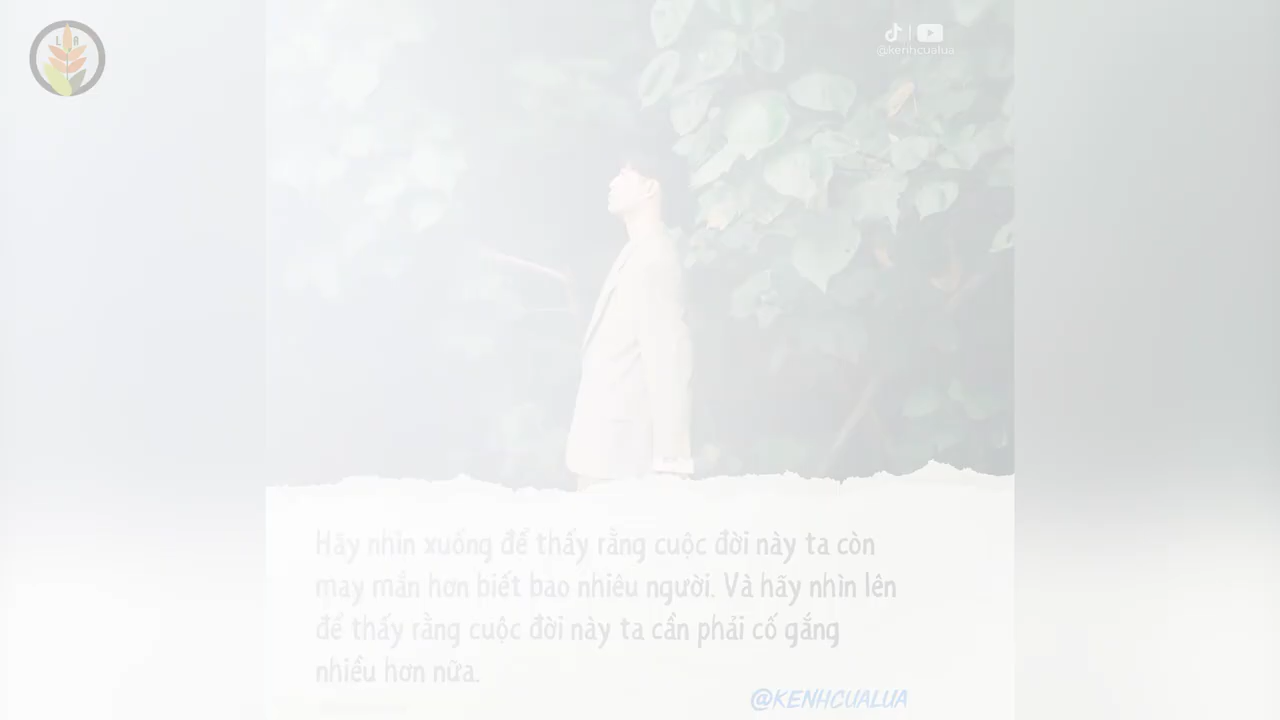 L A
@kenhcualua
Hãy nhìn xuống để thấy rằng cuộc đời này ta còn
may mắn hơn biết bao nhiêu người. Và hãy nhìn lên
để thấy rằng cuộc đời này ta cần phải cố gắng
nhiều hơn nữa.
@KENHCUALUA